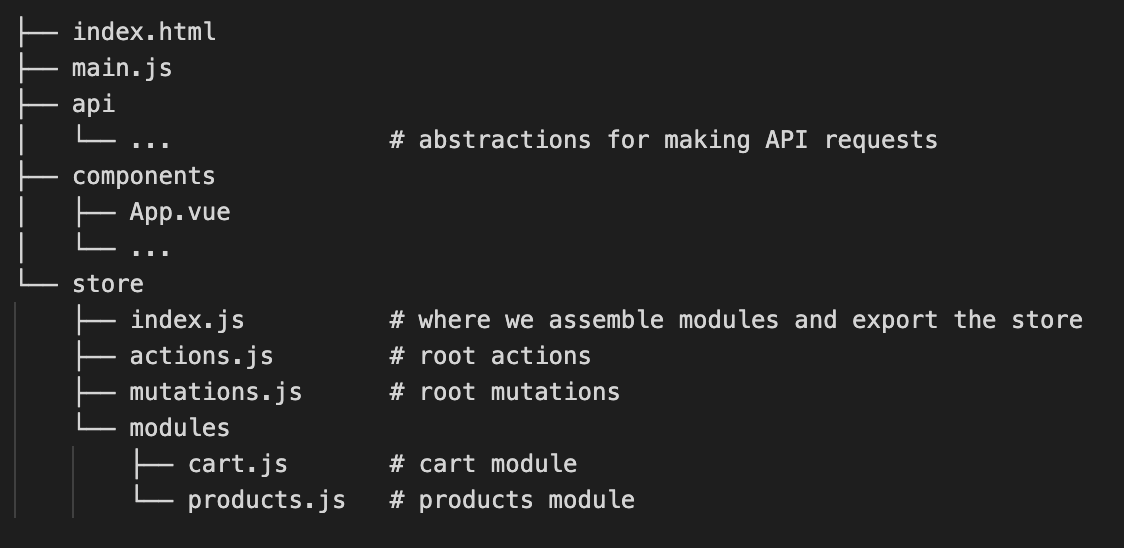 ├── index.html
├── main.js
├── api
│   └── ...               # abstractions for making API requests
├── components
│   ├── App.vue
│   └── ...
└── store
    ├── index.js          # where we assemble modules and export the store
    ├── actions.js        # root actions
    ├── mutations.js      # root mutations
    └── modules
        ├── cart.js       # cart module
        └── products.js   # products module